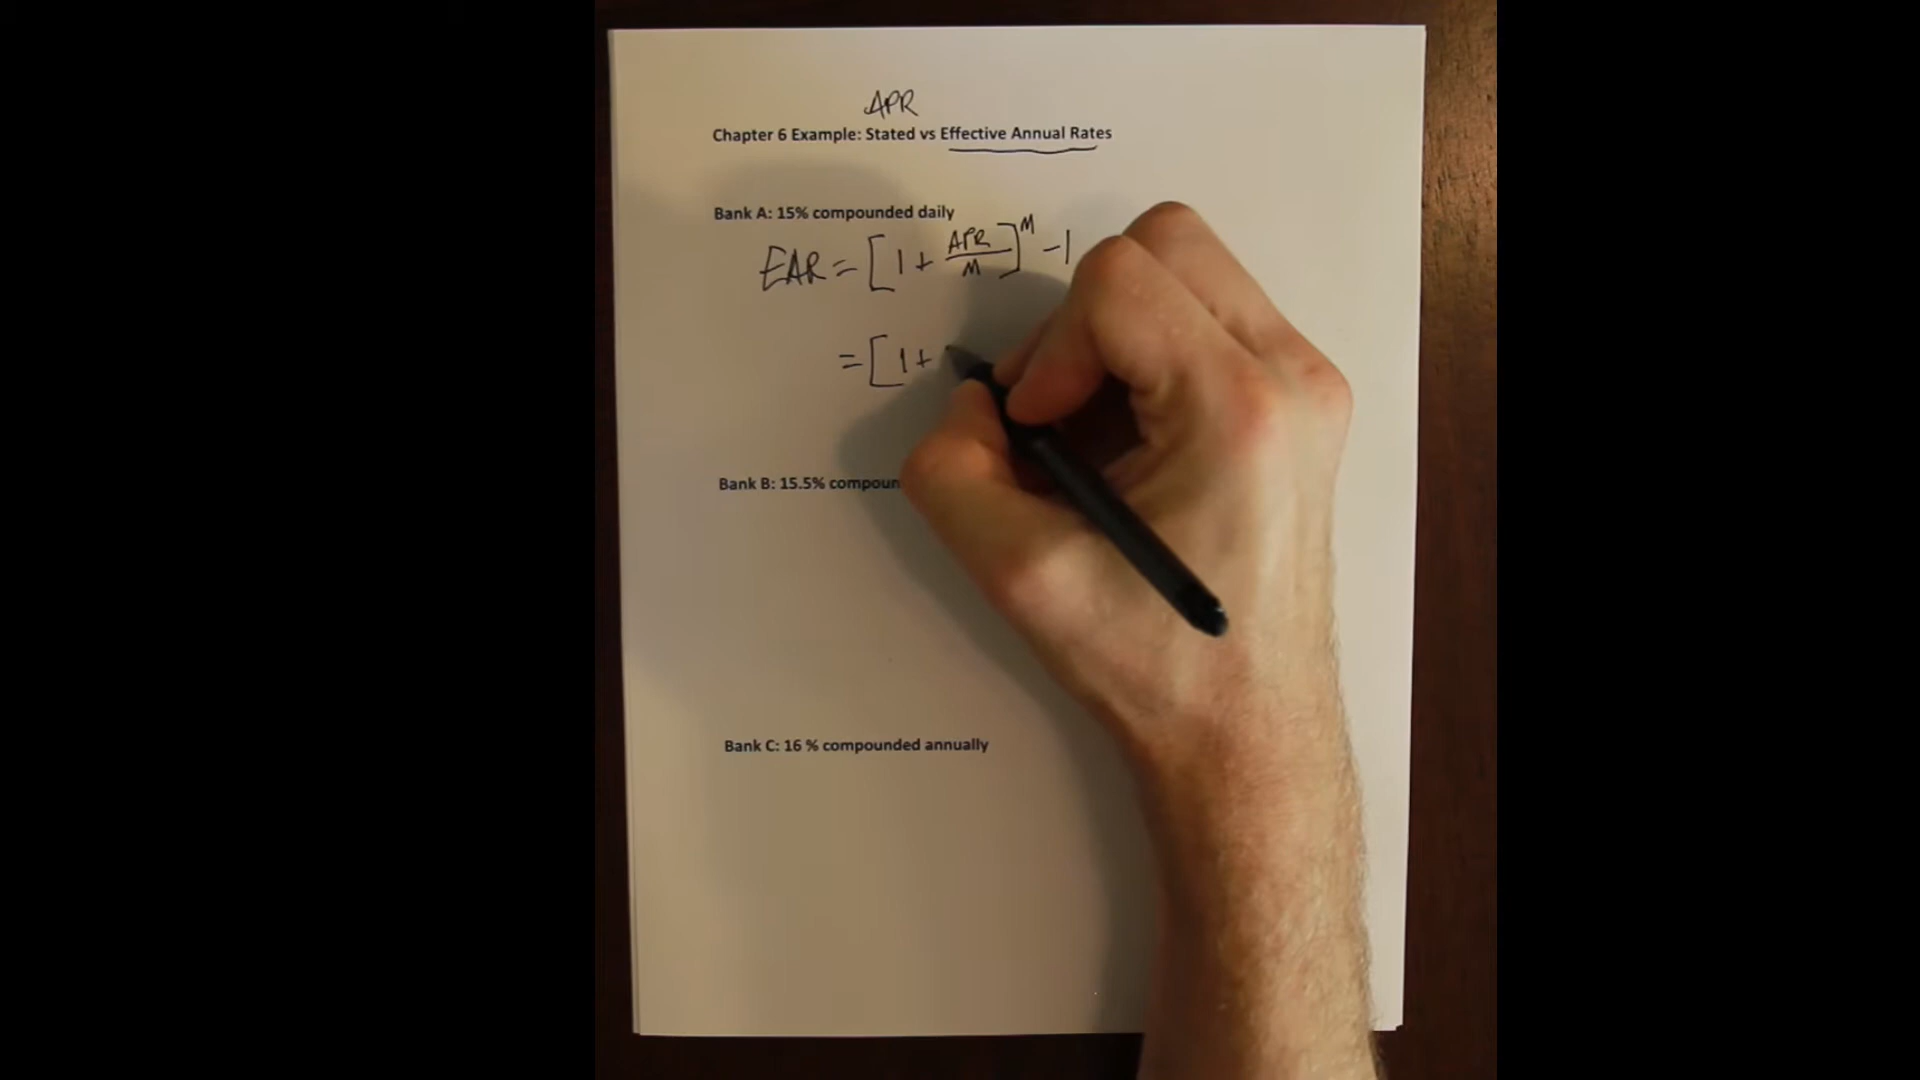 APR
Chapter 6 Example: Stated vs Effective Annual Rates
Bank A: 15% compounded daily
EAR = [1 + APR/M]^M - 1
= [1 +
Bank B: 15.5% compoun
Bank C: 16 % compounded annually